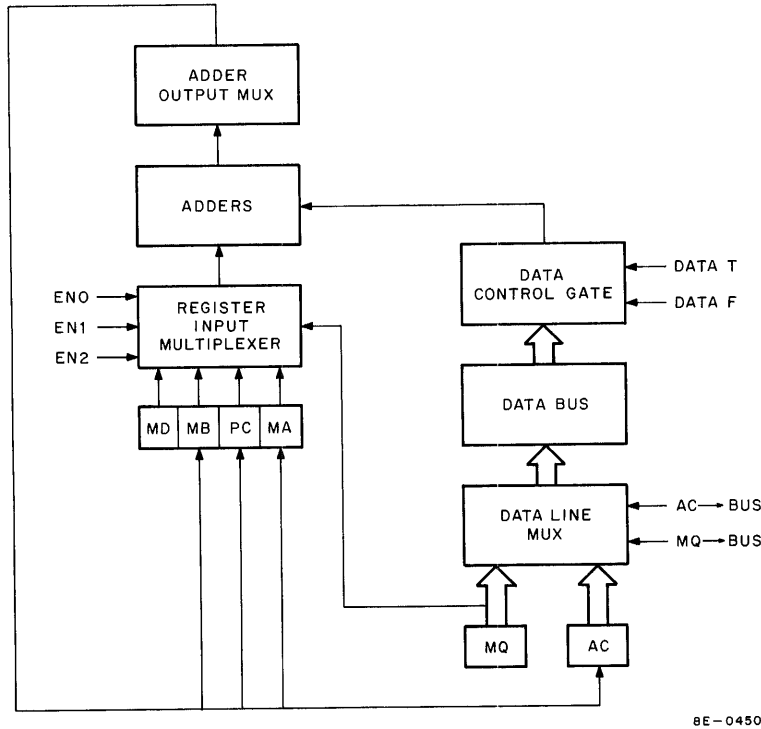 ADDER
OUTPUT MUX
ADDERS
DATA
CONTROL GATE
DATA T
DATA F
EN0
EN1
EN2
REGISTER
INPUT
MULTIPLEXER
DATA BUS
MD
MB
PC
MA
DATA LINE
MUX
AC→BUS
MQ→BUS
MQ
AC
8E-0450